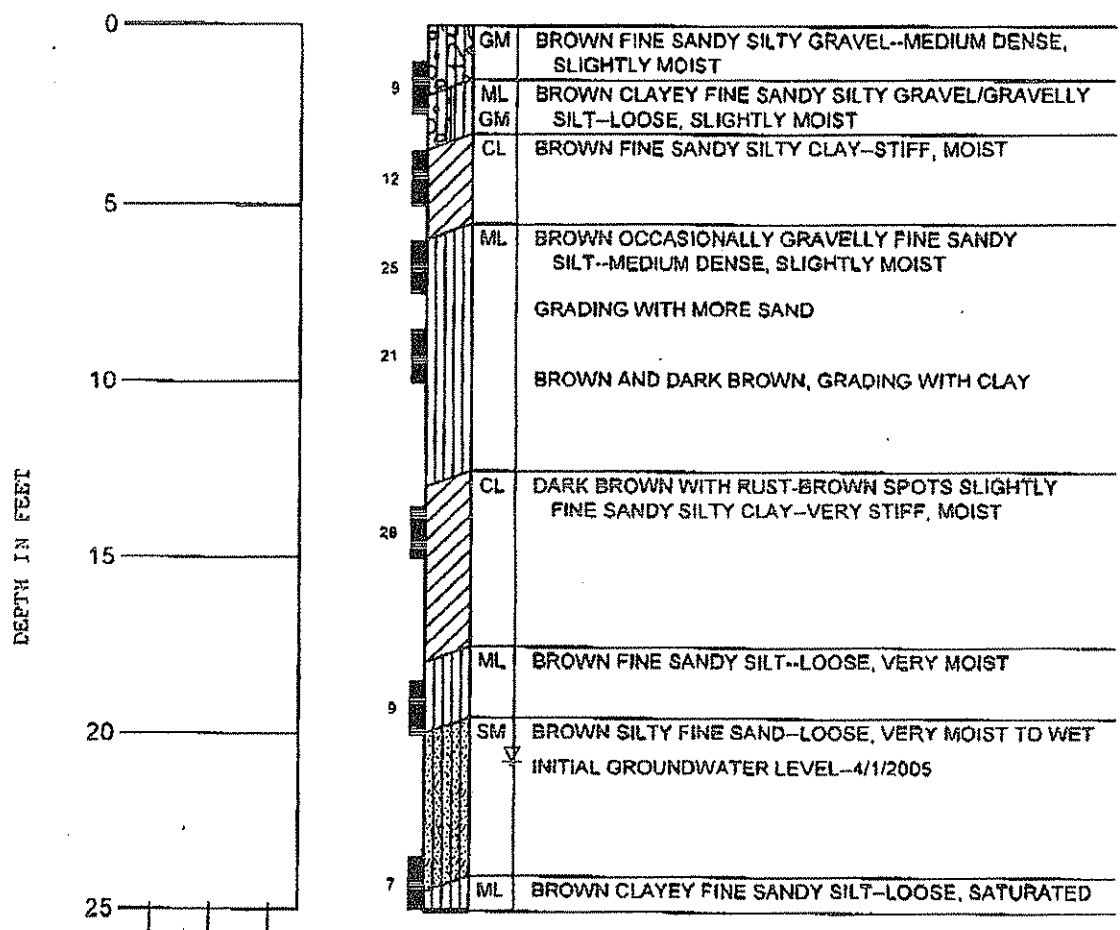 0
GM BROWN FINE SANDY SILTY GRAVEL--MEDIUM DENSE,
SLIGHTLY MOIST
9
ML BROWN CLAYEY FINE SANDY SILTY GRAVEL/GRAVELLY
GM SILT--LOOSE, SLIGHTLY MOIST
CL BROWN FINE SANDY SILTY CLAY--STIFF, MOIST
12
5
ML BROWN OCCASIONALLY GRAVELLY FINE SANDY
SILT--MEDIUM DENSE, SLIGHTLY MOIST
25
GRADING WITH MORE SAND
21
10
BROWN AND DARK BROWN, GRADING WITH CLAY
DEPTH IN FEET
CL DARK BROWN WITH RUST-BROWN SPOTS SLIGHTLY
FINE SANDY SILTY CLAY--VERY STIFF, MOIST
28
15
ML BROWN FINE SANDY SILT--LOOSE, VERY MOIST
9
20
SM BROWN SILTY FINE SAND--LOOSE, VERY MOIST TO WET
INITIAL GROUNDWATER LEVEL--4/1/2005
7
ML BROWN CLAYEY FINE SANDY SILT--LOOSE, SATURATED
25